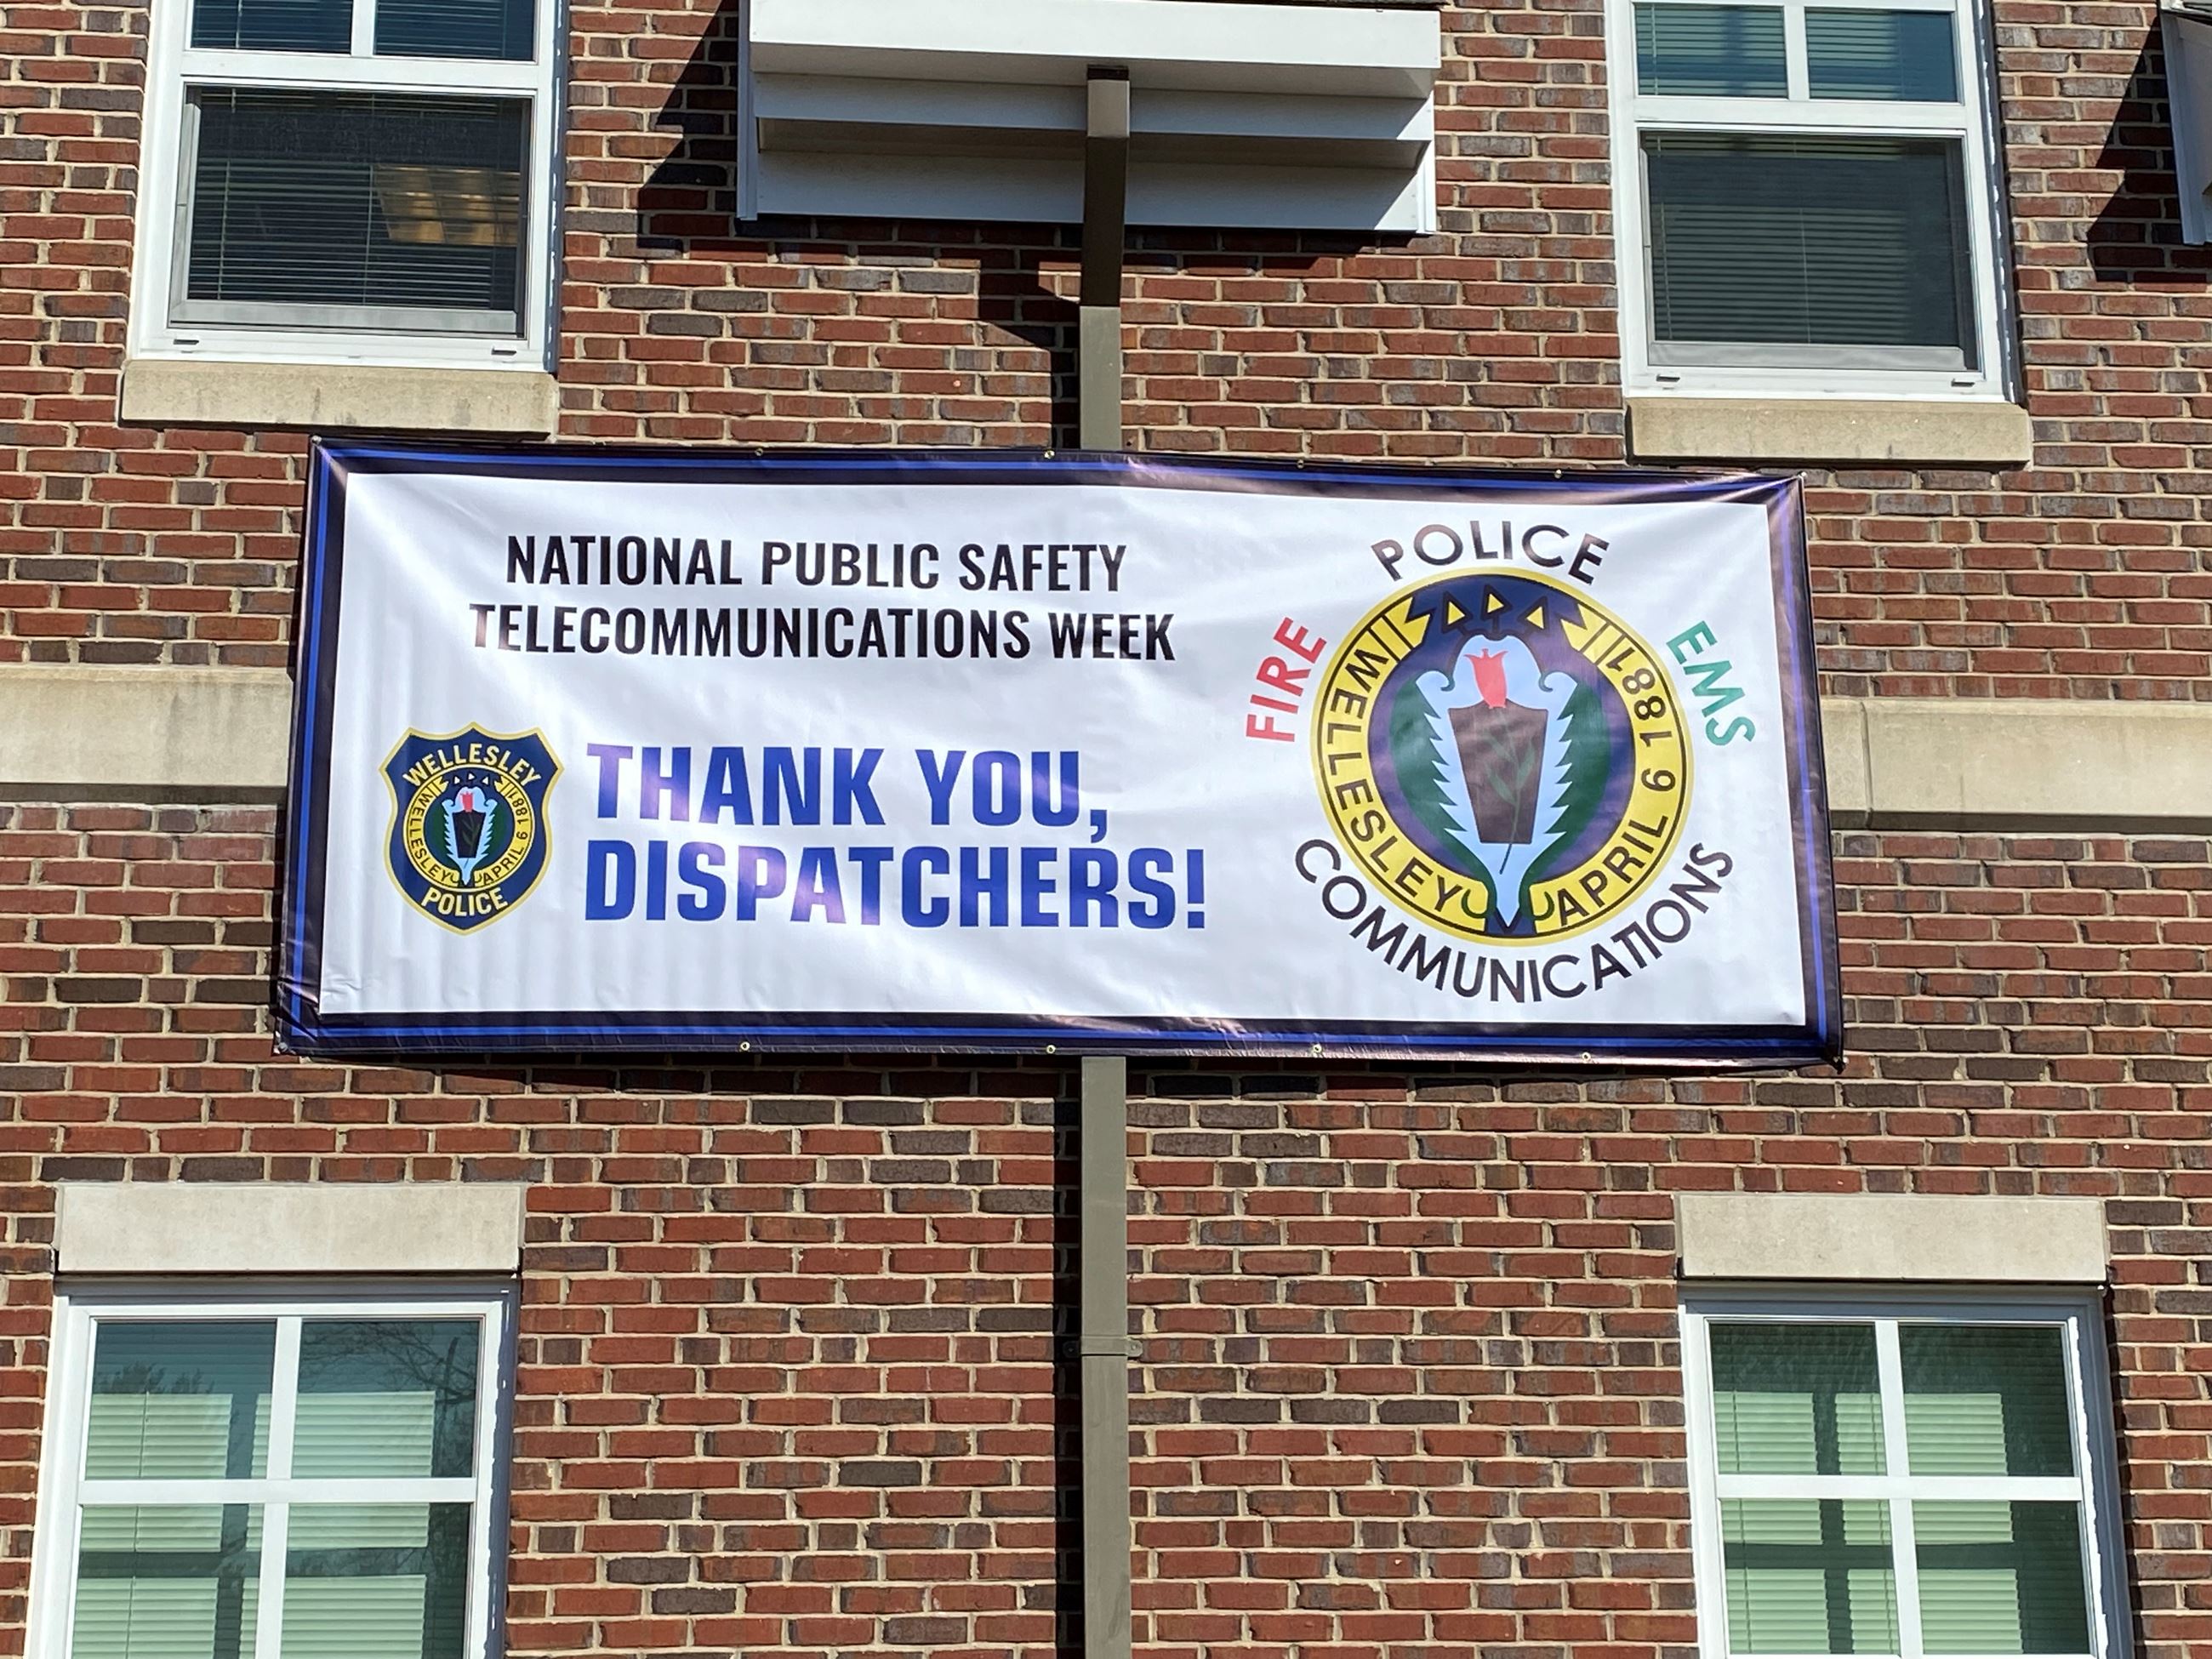 NATIONAL PUBLIC SAFETY
TELECOMMUNICATIONS WEEK
WELLESLEY
WELLESLEY APRIL 6 1881
POLICE
THANK YOU,
DISPATCHERS!
POLICE
FIRE
EMS
WELLESLEY APRIL 6 1881
COMMUNICATIONS